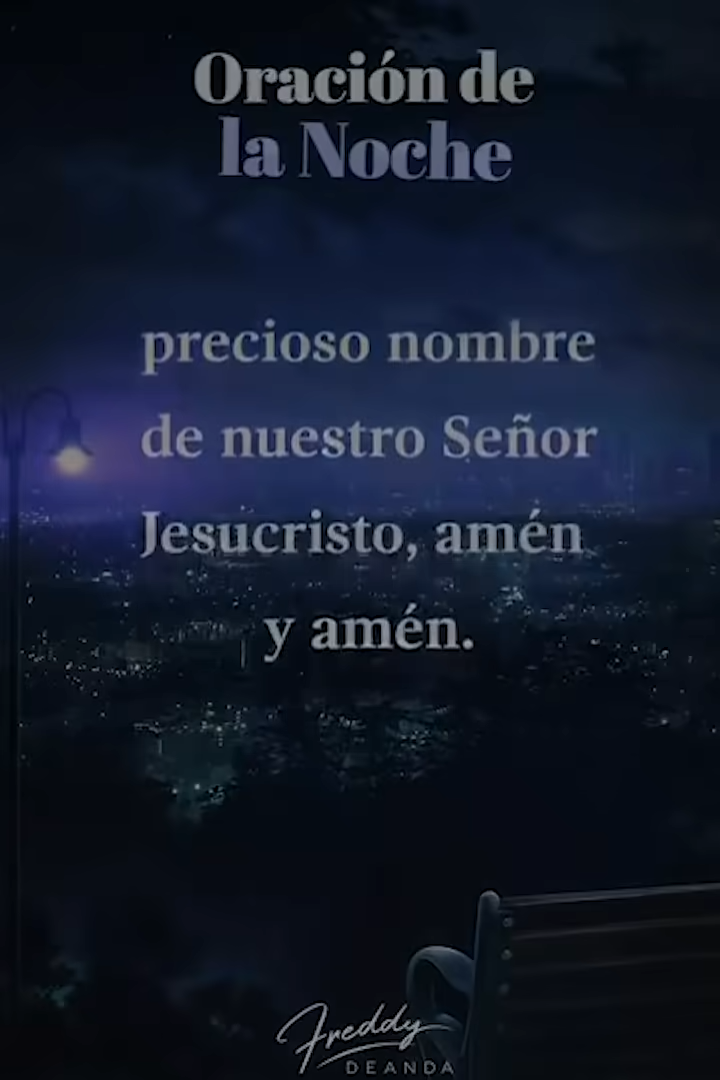 Oración de
la Noche
precioso nombre
de nuestro Señor
Jesucristo, amén
y amén.
Freddy
DEANDA